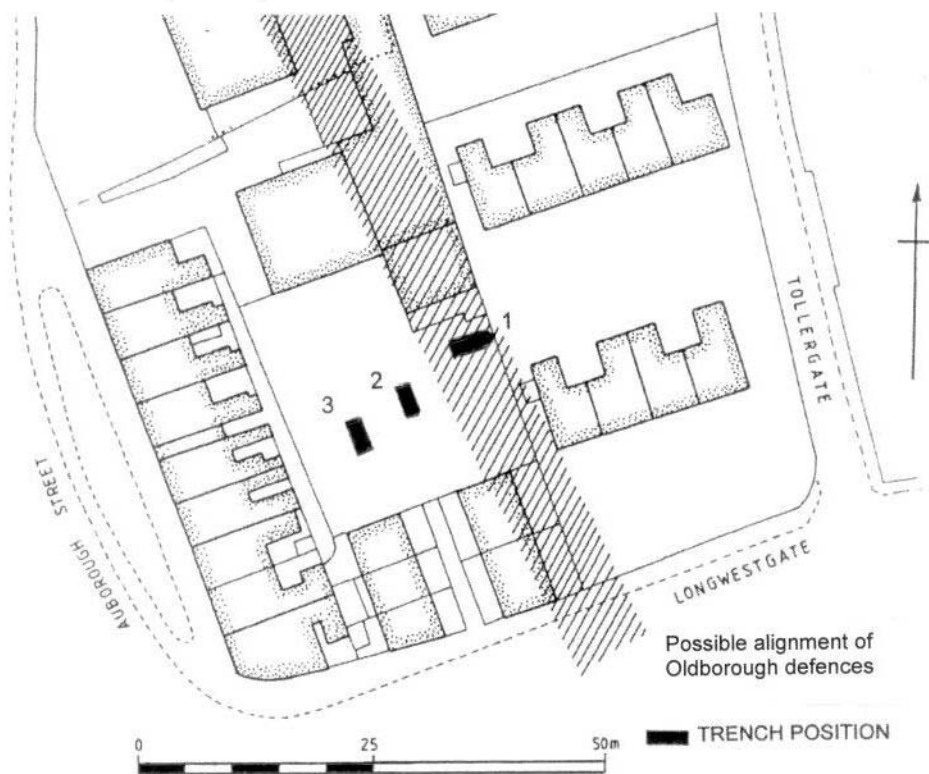 1
2
3
TOLLERGATE
AUBOROUGH STREET
LONGWESTGATE
Possible alignment of
Oldborough defences
TRENCH POSITION
0 25 50m